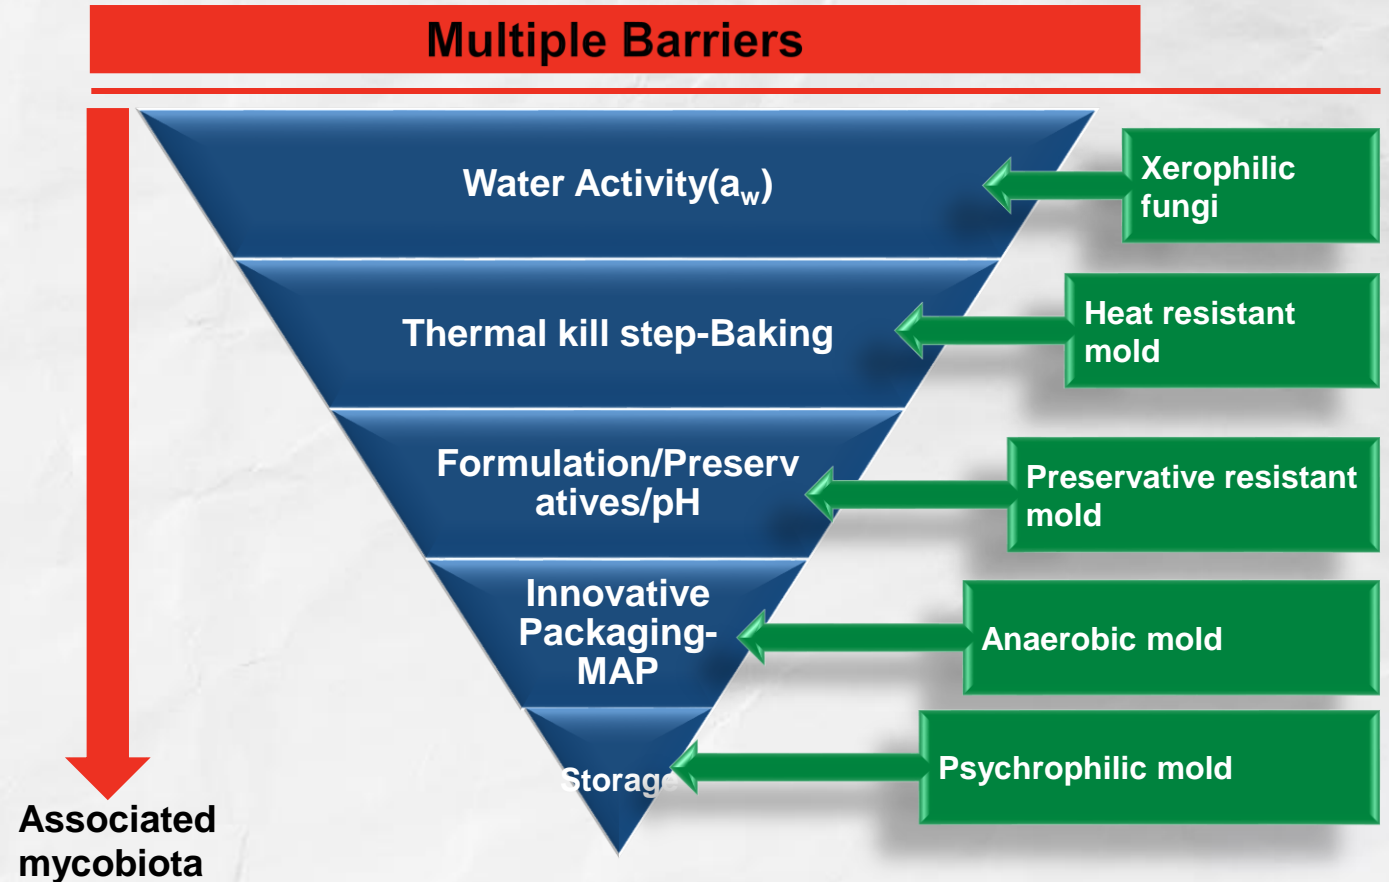 Multiple Barriers
Water Activity(aw)
Xerophilic
fungi
Thermal kill step-Baking
Heat resistant
mold
Formulation/Preserv
atives/pH
Preservative resistant
mold
Innovative
Packaging-
MAP
Anaerobic mold
Storage
Psychrophilic mold
Associated
mycobiota